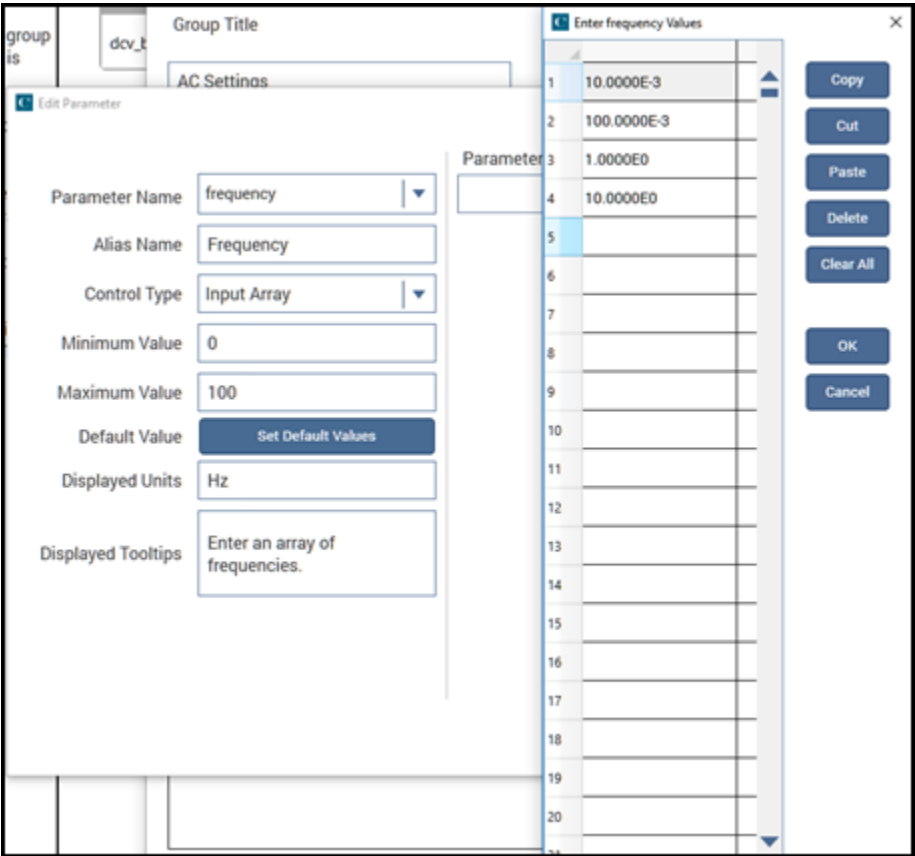 group
is
dcv_b
Group Title
AC Settings
Edit Parameter
Parameter Name
frequency
Alias Name
Frequency
Control Type
Input Array
Minimum Value
0
Maximum Value
100
Default Value
Set Default Values
Displayed Units
Hz
Displayed Tooltips
Enter an array of
frequencies.
Parameter
Enter frequency Values
1 10.0000E-3
2 100.0000E-3
3 1.0000E0
4 10.0000E0
5
6
7
8
9
10
11
12
13
14
15
16
17
18
19
20
Copy
Cut
Paste
Delete
Clear All
OK
Cancel